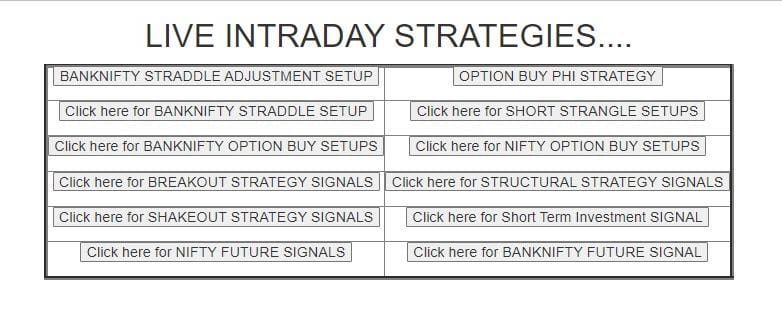 LIVE INTRADAY STRATEGIES....
BANKNIFTY STRADDLE ADJUSTMENT SETUP
OPTION BUY PHI STRATEGY
Click here for BANKNIFTY STRADDLE SETUP
Click here for SHORT STRANGLE SETUPS
Click here for BANKNIFTY OPTION BUY SETUPS
Click here for NIFTY OPTION BUY SETUPS
Click here for BREAKOUT STRATEGY SIGNALS
Click here for STRUCTURAL STRATEGY SIGNALS
Click here for SHAKEOUT STRATEGY SIGNALS
Click here for Short Term Investment SIGNAL
Click here for NIFTY FUTURE SIGNALS
Click here for BANKNIFTY FUTURE SIGNAL